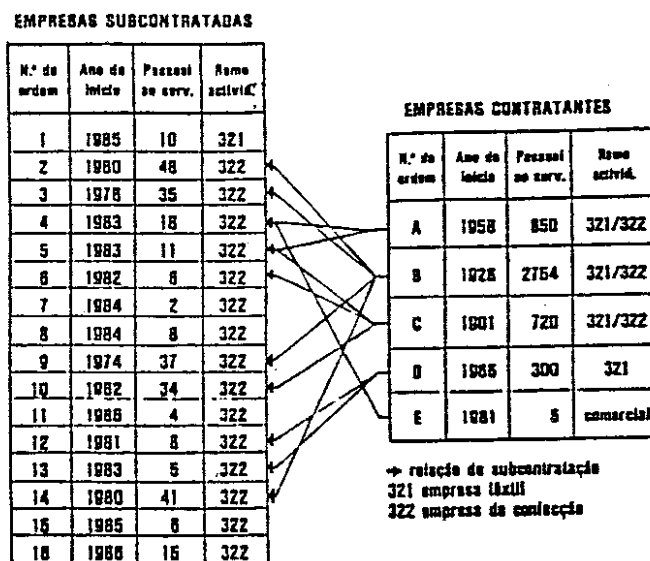 EMPRESAS SUBCONTRATADAS
N.º de ordem Ano de início Pessoal ao serv. Ramo activid.
1 1985 10 321
2 1980 48 322
3 1978 35 322
4 1983 18 322
5 1983 11 322
6 1982 8 322
7 1984 2 322
8 1984 8 322
9 1974 37 322
10 1982 34 322
11 1986 4 322
12 1981 8 322
13 1983 5 322
14 1980 41 322
15 1985 6 322
16 1986 15 322
EMPRESAS CONTRATANTES
N.º de ordem Ano de início Pessoal ao serv. Ramo activid.
A 1958 850 321/322
B 1928 2754 321/322
C 1901 720 321/322
D 300 321
E 1981 comercial
→ relação de subcontratação
321 empresa têxtil
322 empresa de confecção